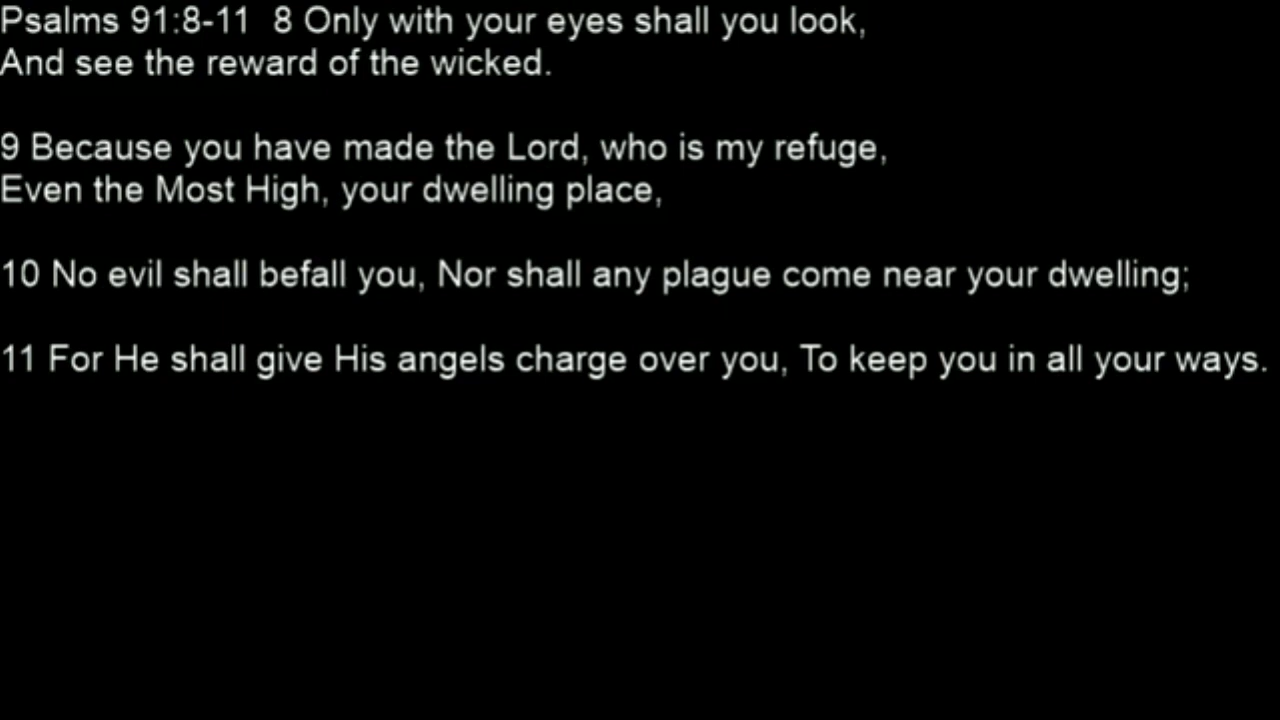 Psalms 91:8-11  8 Only with your eyes shall you look,
And see the reward of the wicked.
9 Because you have made the Lord, who is my refuge,
Even the Most High, your dwelling place,
10 No evil shall befall you, Nor shall any plague come near your dwelling;
11 For He shall give His angels charge over you, To keep you in all your ways.